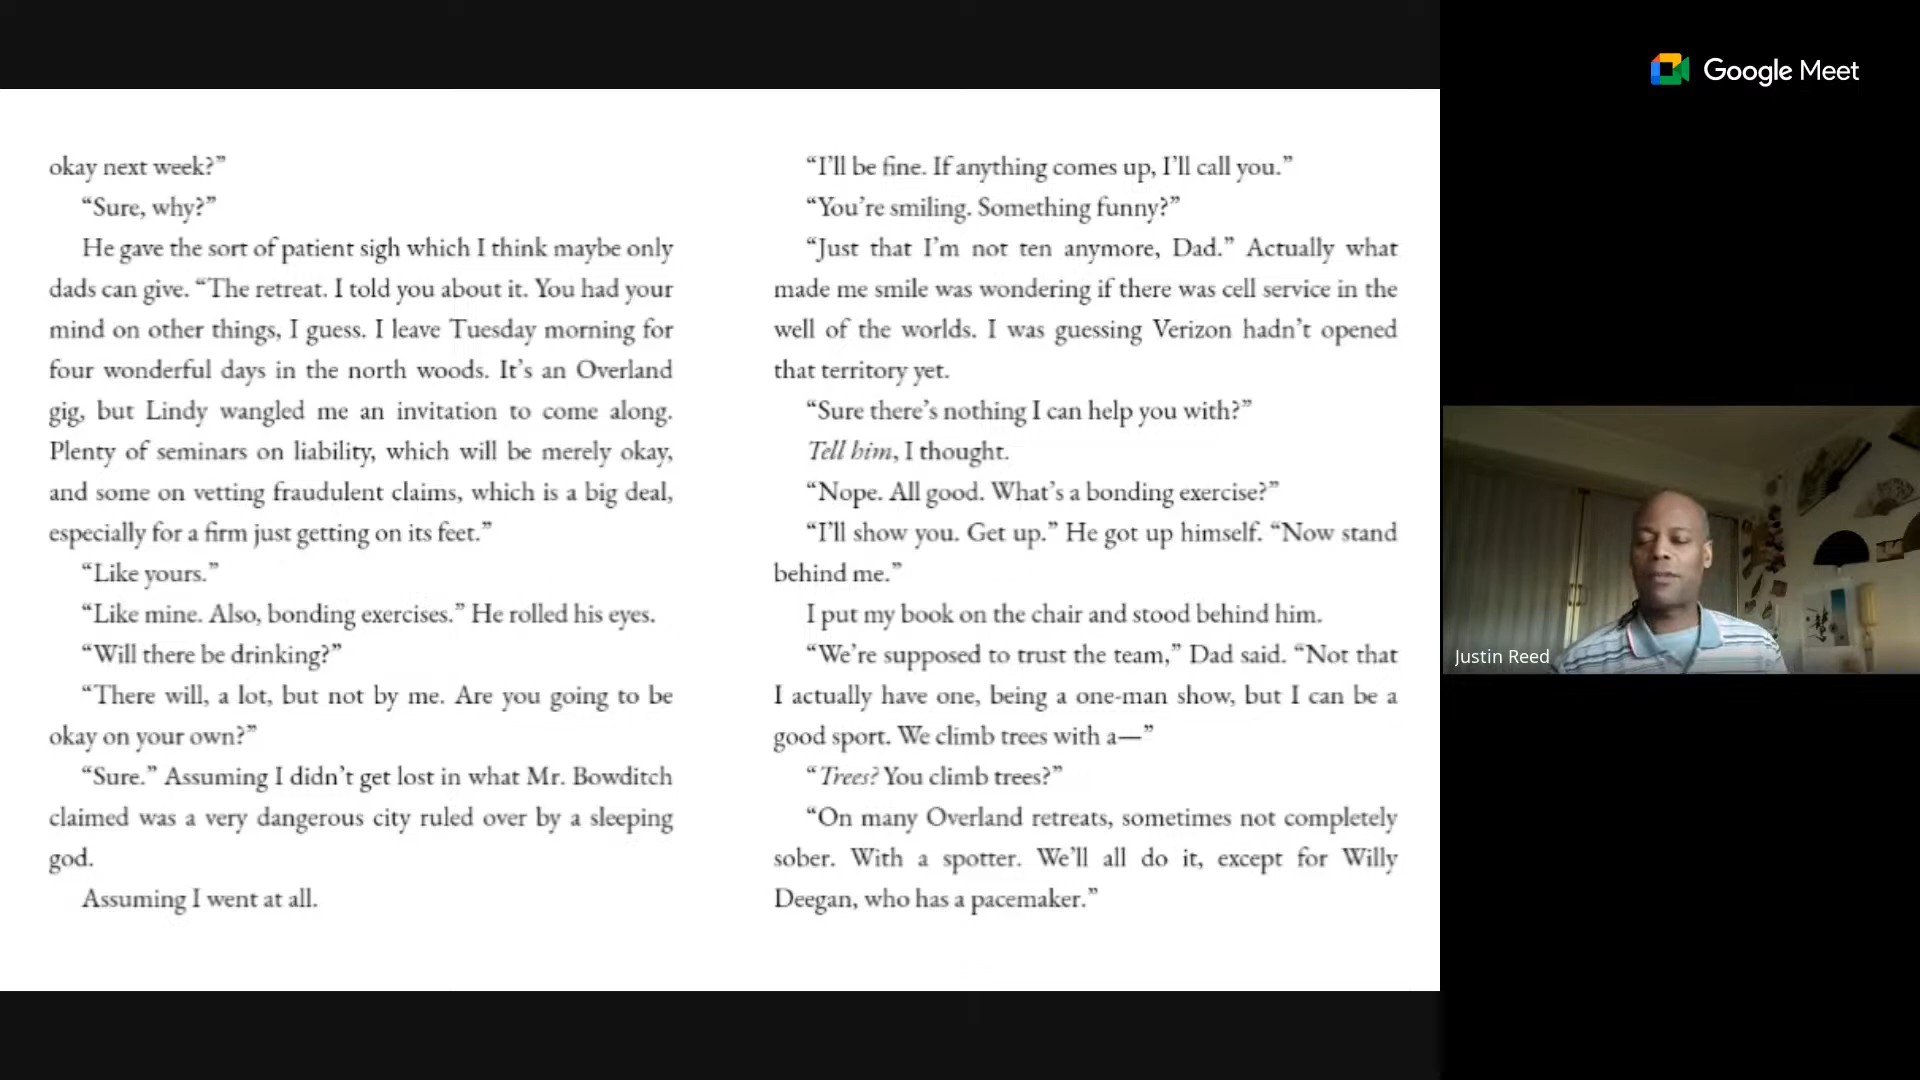 okay next week?”
“Sure, why?”
He gave the sort of patient sigh which I think maybe only
dads can give. “The retreat. I told you about it. You had your
mind on other things, I guess. I leave Tuesday morning for
four wonderful days in the north woods. It’s an Overland
gig, but Lindy wangled me an invitation to come along.
Plenty of seminars on liability, which will be merely okay,
and some on vetting fraudulent claims, which is a big deal,
especially for a firm just getting on its feet.”
“Like yours.”
“Like mine. Also, bonding exercises.” He rolled his eyes.
“Will there be drinking?”
“There will, a lot, but not by me. Are you going to be
okay on your own?”
“Sure.” Assuming I didn’t get lost in what Mr. Bowditch
claimed was a very dangerous city ruled over by a sleeping
god.
Assuming I went at all.
“I’ll be fine. If anything comes up, I’ll call you.”
“You’re smiling. Something funny?”
“Just that I’m not ten anymore, Dad.” Actually what
made me smile was wondering if there was cell service in the
well of the worlds. I was guessing Verizon hadn’t opened
that territory yet.
“Sure there’s nothing I can help you with?”
Tell him, I thought.
“Nope. All good. What’s a bonding exercise?”
“I’ll show you. Get up.” He got up himself. “Now stand
behind me.”
I put my book on the chair and stood behind him.
“We’re supposed to trust the team,” Dad said. “Not that
I actually have one, being a one-man show, but I can be a
good sport. We climb trees with a—”
“Trees? You climb trees?”
“On many Overland retreats, sometimes not completely
sober. With a spotter. We’ll all do it, except for Willy
Deegan, who has a pacemaker.”
Google Meet
Justin Reed